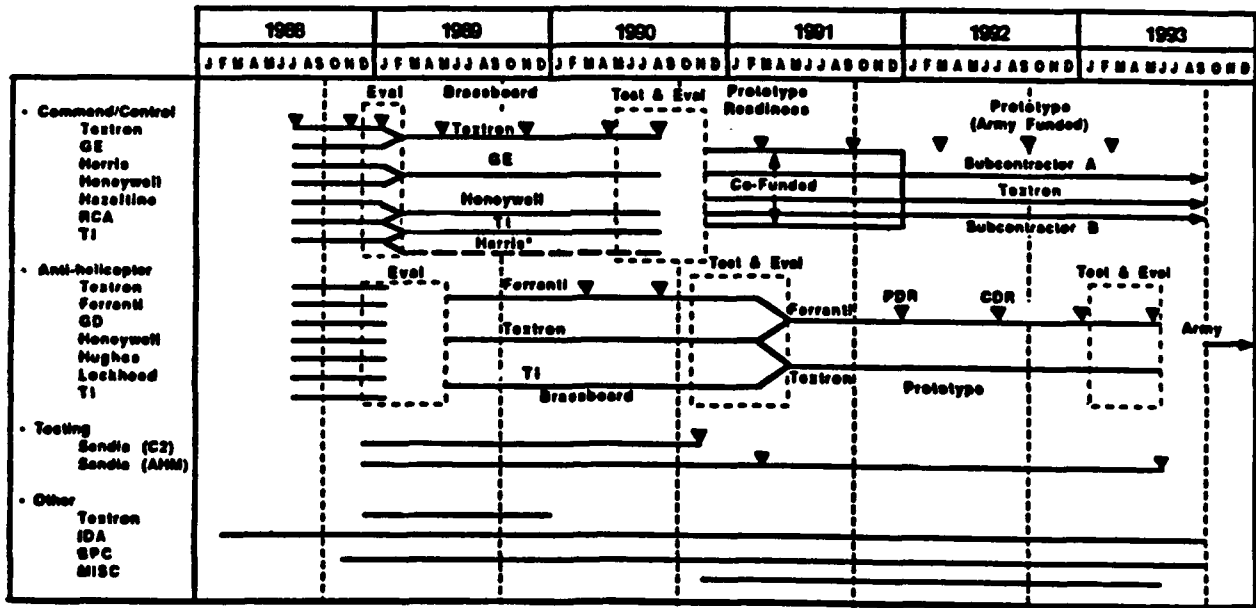 1988 1989 1990 1991 1992 1993
J F M A M J J A S O N D J F M A M J J A S O N D J F M A M J J A S O N D J F M A M J J A S O N D J F M A M J J A S O N D J F M A M J J A S O N D
Eval Brassboard Test & Eval Prototype Readiness Prototype (Army Funded)
• Command/Control
Textron Textron
GE GE
Harris Subcontractor A
Honeywell Co-Funded
Hazeltine Honeywell Textron
RCA TI Subcontractor B
TI Harris*
• Anti-helicopter Eval Test & Eval Test & Eval
Textron Ferranti PDR CDR
Ferranti Ferranti
GD Textron Army
Honeywell
Hughes TI
Lockheed Textron Prototype
TI Brassboard
• Testing
Sandia (C2)
Sandia (AHM)
• Other
Textron
IDA
SPC
MISC